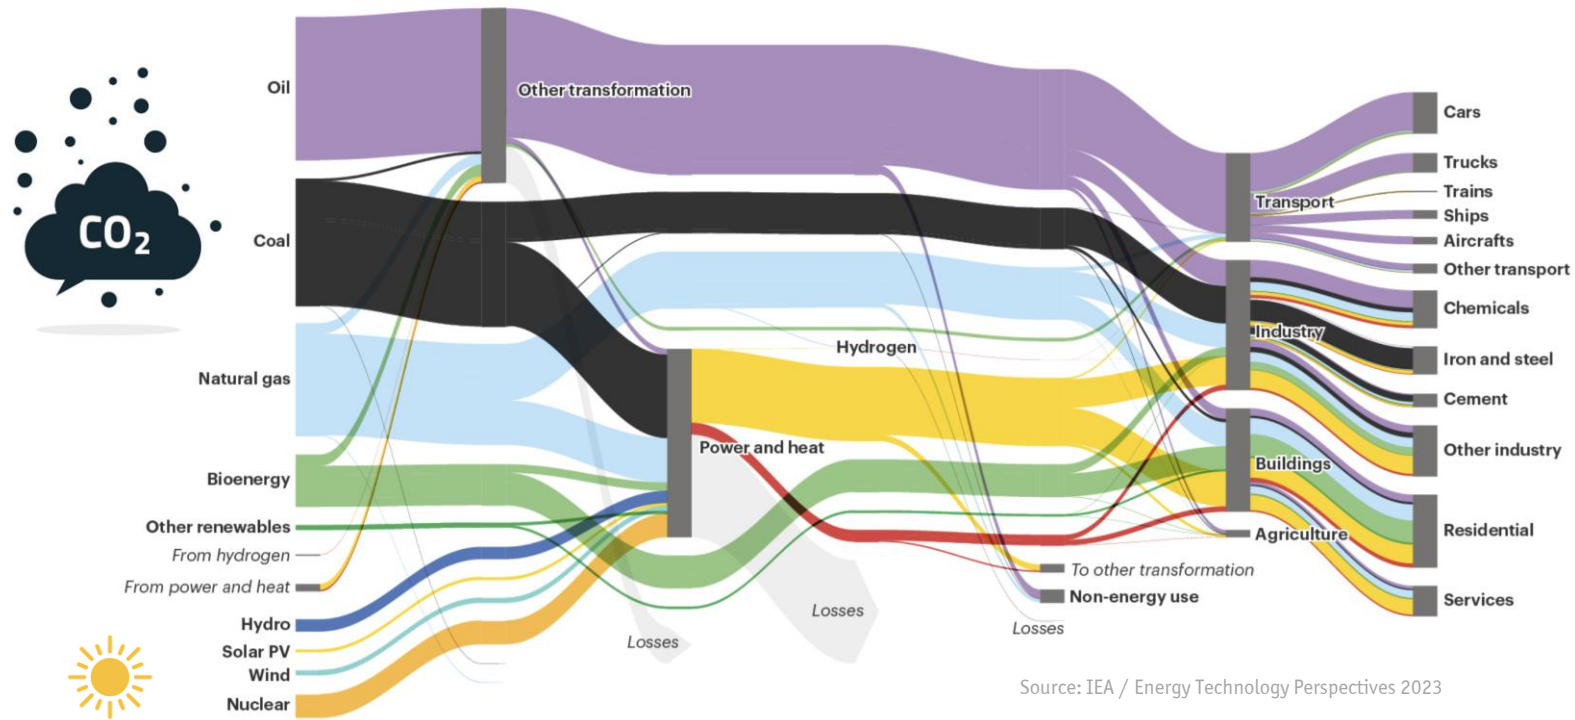 CO₂
Oil
Coal
Natural gas
Bioenergy
Other renewables
From hydrogen
From power and heat
Hydro
Solar PV
Wind
Nuclear
Other transformation
Hydrogen
Power and heat
Losses
Losses
Losses
To other transformation
Non-energy use
Transport
Industry
Buildings
Agriculture
Cars
Trucks
Trains
Ships
Aircrafts
Other transport
Chemicals
Iron and steel
Cement
Other industry
Residential
Services
Source: IEA / Energy Technology Perspectives 2023